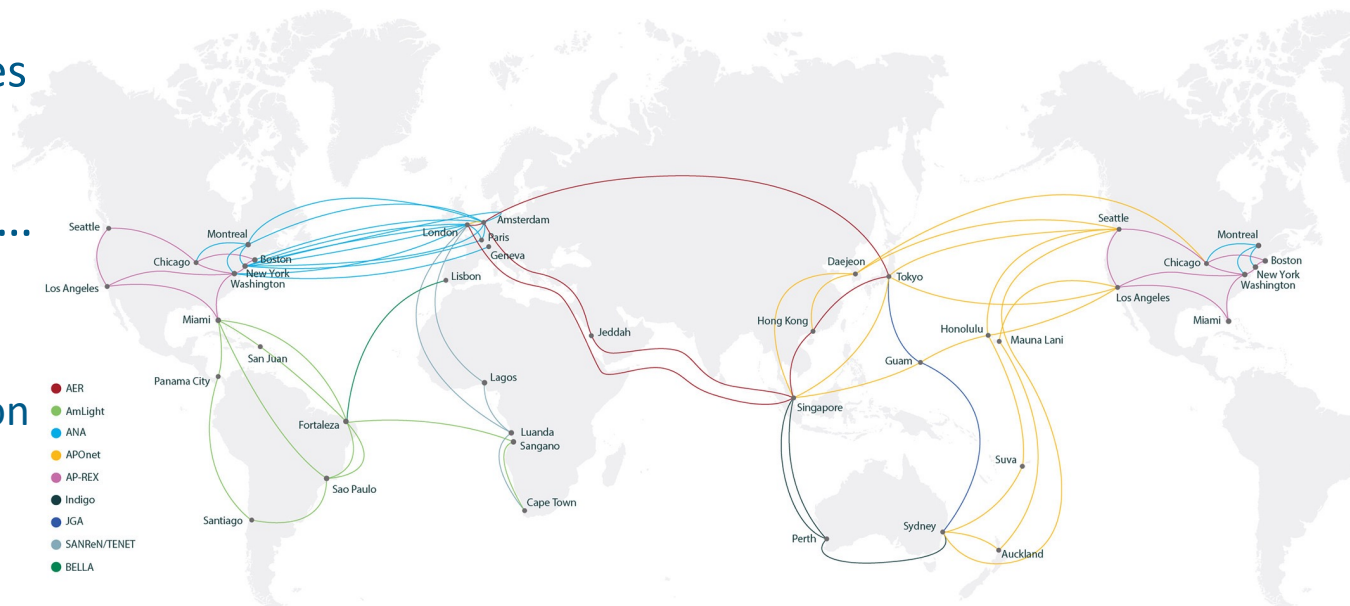 es
...
on
Seattle
Montreal
Chicago
Boston
New York
Washington
Los Angeles
Miami
San Juan
Panama City
Fortaleza
Sao Paulo
Santiago
Amsterdam
London
Paris
Geneva
Lisbon
Jeddah
Lagos
Luanda
Sangano
Cape Town
Daejeon
Tokyo
Hong Kong
Guam
Singapore
Perth
Sydney
Honolulu
Mauna Lani
Suva
Auckland
Seattle
Montreal
Chicago
Boston
New York
Washington
Los Angeles
Miami
AER
AmLight
ANA
APOnet
AP-REX
Indigo
JGA
SANReN/TENET
BELLA